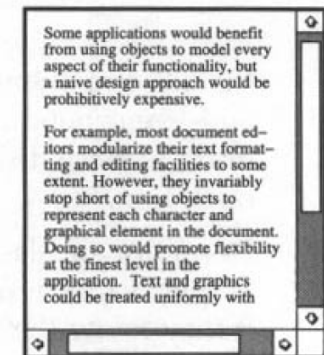 Some applications would benefit
from using objects to model every
aspect of their functionality, but
a naive design approach would be
prohibitively expensive.
For example, most document ed–
itors modularize their text format–
ting and editing facilities to some
extent. However, they invariably
stop short of using objects to
represent each character and
graphical element in the document.
Doing so would promote flexibility
at the finest level in the
application. Text and graphics
could be treated uniformly with